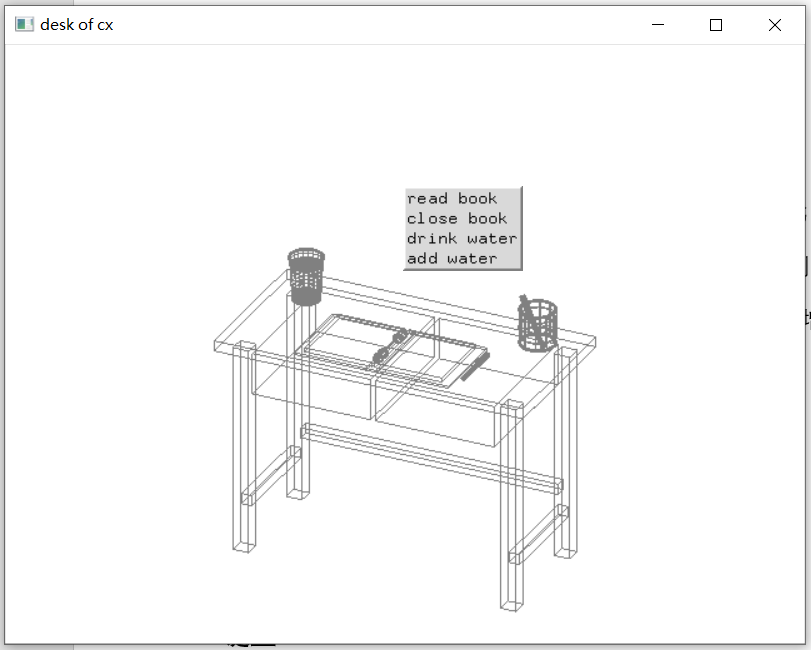 desk of cx
read book
close book
drink water
add water